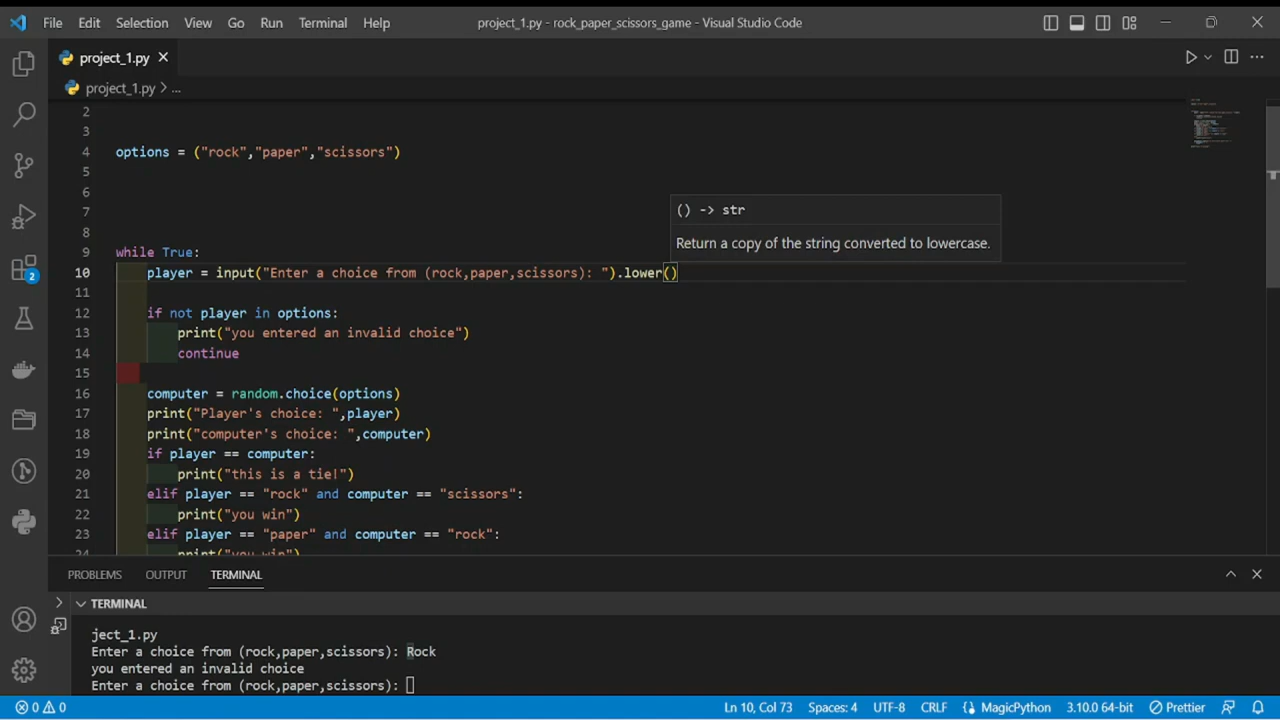 File Edit Selection View Go Run Terminal Help project_1.py - rock_paper_scissors_game - Visual Studio Code
project_1.py
project_1.py > ...
2
3
4 options = ("rock","paper","scissors")
5
6
7
8
() -> str
Return a copy of the string converted to lowercase.
9 while True:
10 player = input("Enter a choice from (rock,paper,scissors): ").lower()
11
12 if not player in options:
13 print("you entered an invalid choice")
14 continue
15
16 computer = random.choice(options)
17 print("Player's choice: ",player)
18 print("computer's choice: ",computer)
19 if player == computer:
20 print("this is a tie!")
21 elif player == "rock" and computer == "scissors":
22 print("you win")
23 elif player == "paper" and computer == "rock":
24 print("you win")
2
PROBLEMS OUTPUT TERMINAL
TERMINAL
ject_1.py
Enter a choice from (rock,paper,scissors): Rock
you entered an invalid choice
Enter a choice from (rock,paper,scissors):
0 0 Ln 10, Col 73 Spaces: 4 UTF-8 CRLF MagicPython 3.10.0 64-bit Prettier